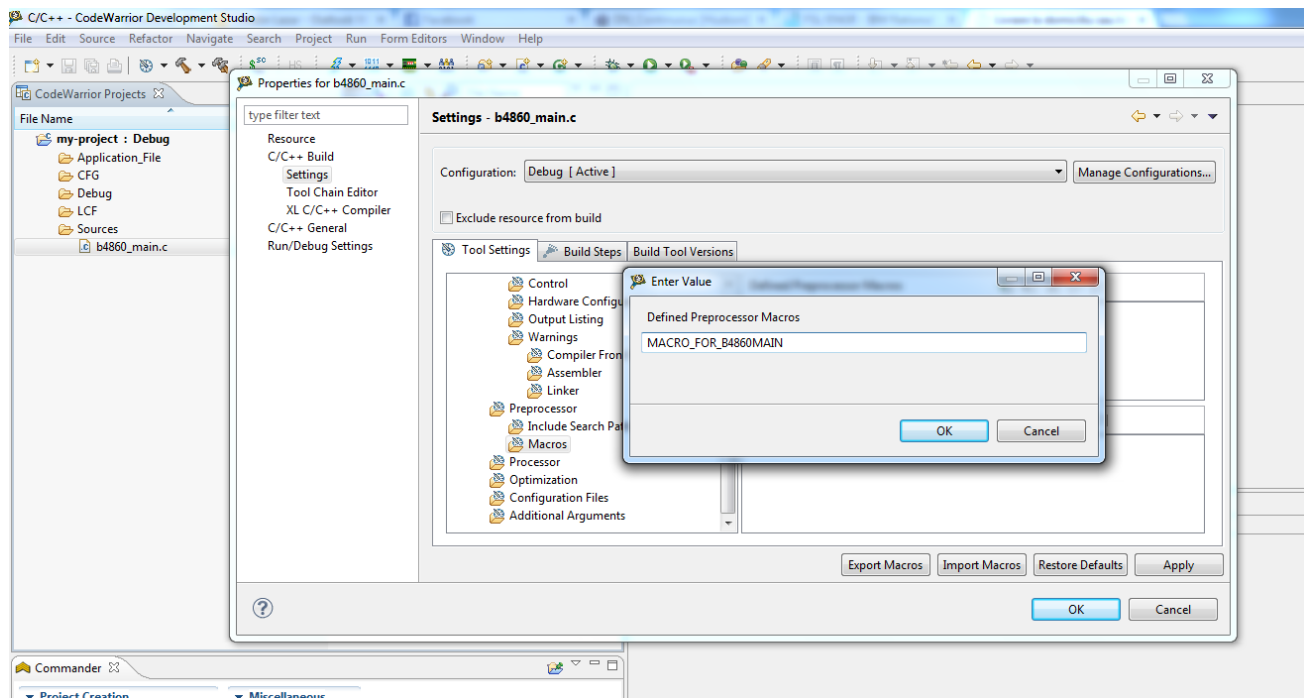 C/C++ - CodeWarrior Development Studio
File Edit Source Refactor Navigate Search Project Run Form Editors Window Help
CodeWarrior Projects
File Name
my-project : Debug
Application_File
CFG
Debug
LCF
Sources
b4860_main.c
Properties for b4860_main.c
type filter text
Resource
C/C++ Build
Settings
Tool Chain Editor
XL C/C++ Compiler
C/C++ General
Run/Debug Settings
Settings - b4860_main.c
Configuration: Debug [ Active ]
Manage Configurations...
Exclude resource from build
Tool Settings Build Steps Build Tool Versions
Control
Hardware Configu
Output Listing
Warnings
Compiler Fron
Assembler
Linker
Preprocessor
Include Search Pat
Macros
Processor
Optimization
Configuration Files
Additional Arguments
Enter Value
Defined Preprocessor Macros
MACRO_FOR_B4860MAIN
OK Cancel
Export Macros Import Macros Restore Defaults Apply
OK Cancel
Commander
Project Creation Miscellaneous